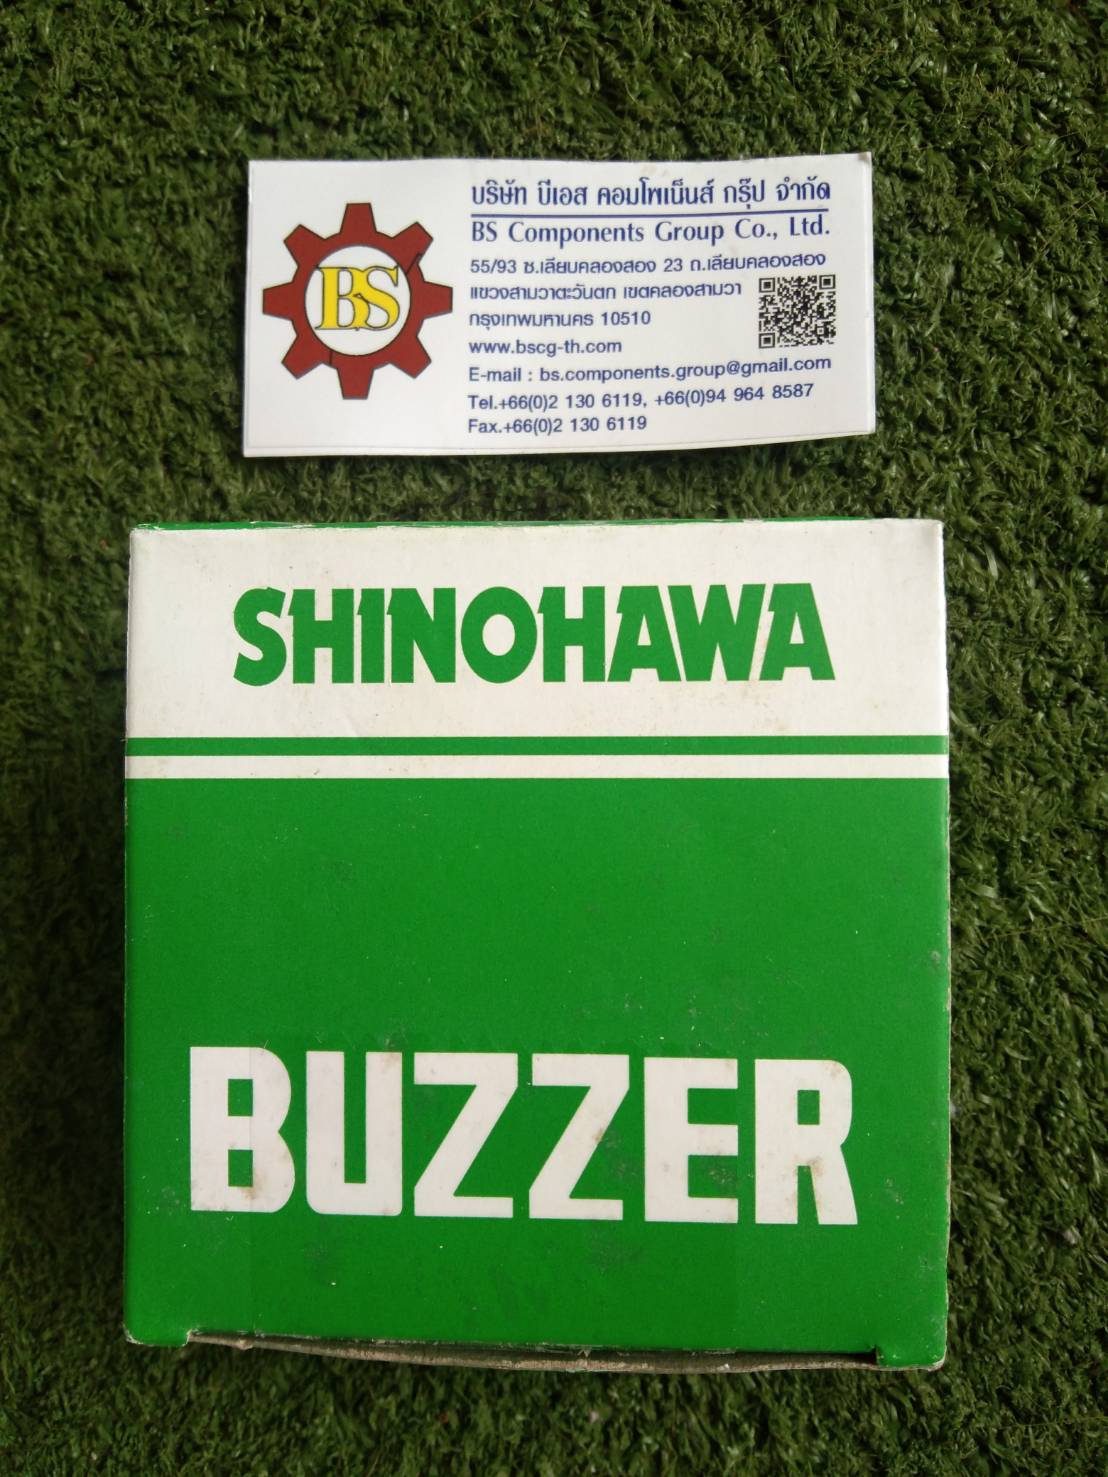 BS
บริษัท บีเอส คอมโพเน็นส์ กรุ๊ป จำกัด
BS Components Group Co., Ltd.
55/93 ซ.เลียบคลองสอง 23 ถ.เลียบคลองสอง
แขวงสามวาตะวันตก เขตคลองสามวา
กรุงเทพมหานคร 10510
www.bscg-th.com
E-mail : bs.components.group@gmail.com
Tel.+66(0)2 130 6119, +66(0)94 964 8587
Fax.+66(0)2 130 6119
SHINOHAWA
BUZZER